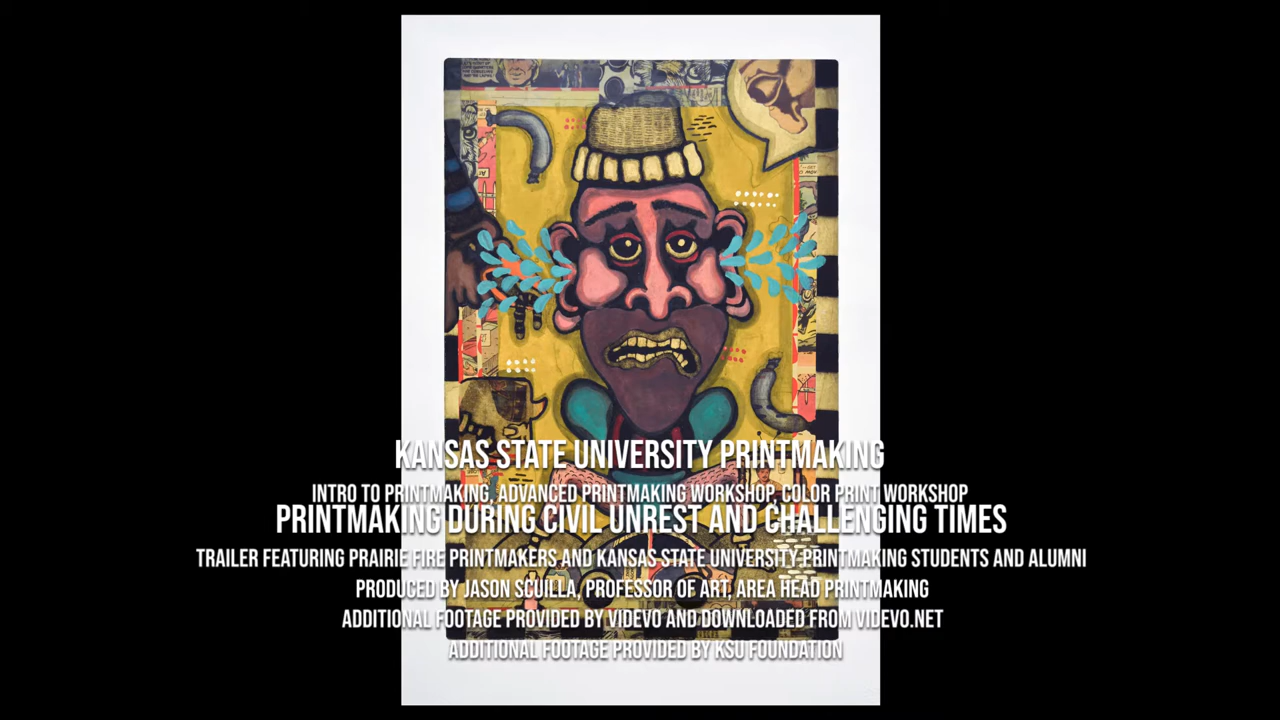 KANSAS STATE UNIVERSITY PRINTMAKING
INTRO TO PRINTMAKING, ADVANCED PRINTMAKING WORKSHOP, COLOR PRINT WORKSHOP
PRINTMAKING DURING CIVIL UNREST AND CHALLENGING TIMES
TRAILER FEATURING PRAIRIE FIRE PRINTMAKERS AND KANSAS STATE UNIVERSITY PRINTMAKING STUDENTS AND ALUMNI
PRODUCED BY JASON SCUILLA, PROFESSOR OF ART, AREA HEAD PRINTMAKING
ADDITIONAL FOOTAGE PROVIDED BY VIDEVO AND DOWNLOADED FROM VIDEVO.NET
ADDITIONAL FOOTAGE PROVIDED BY KSU FOUNDATION